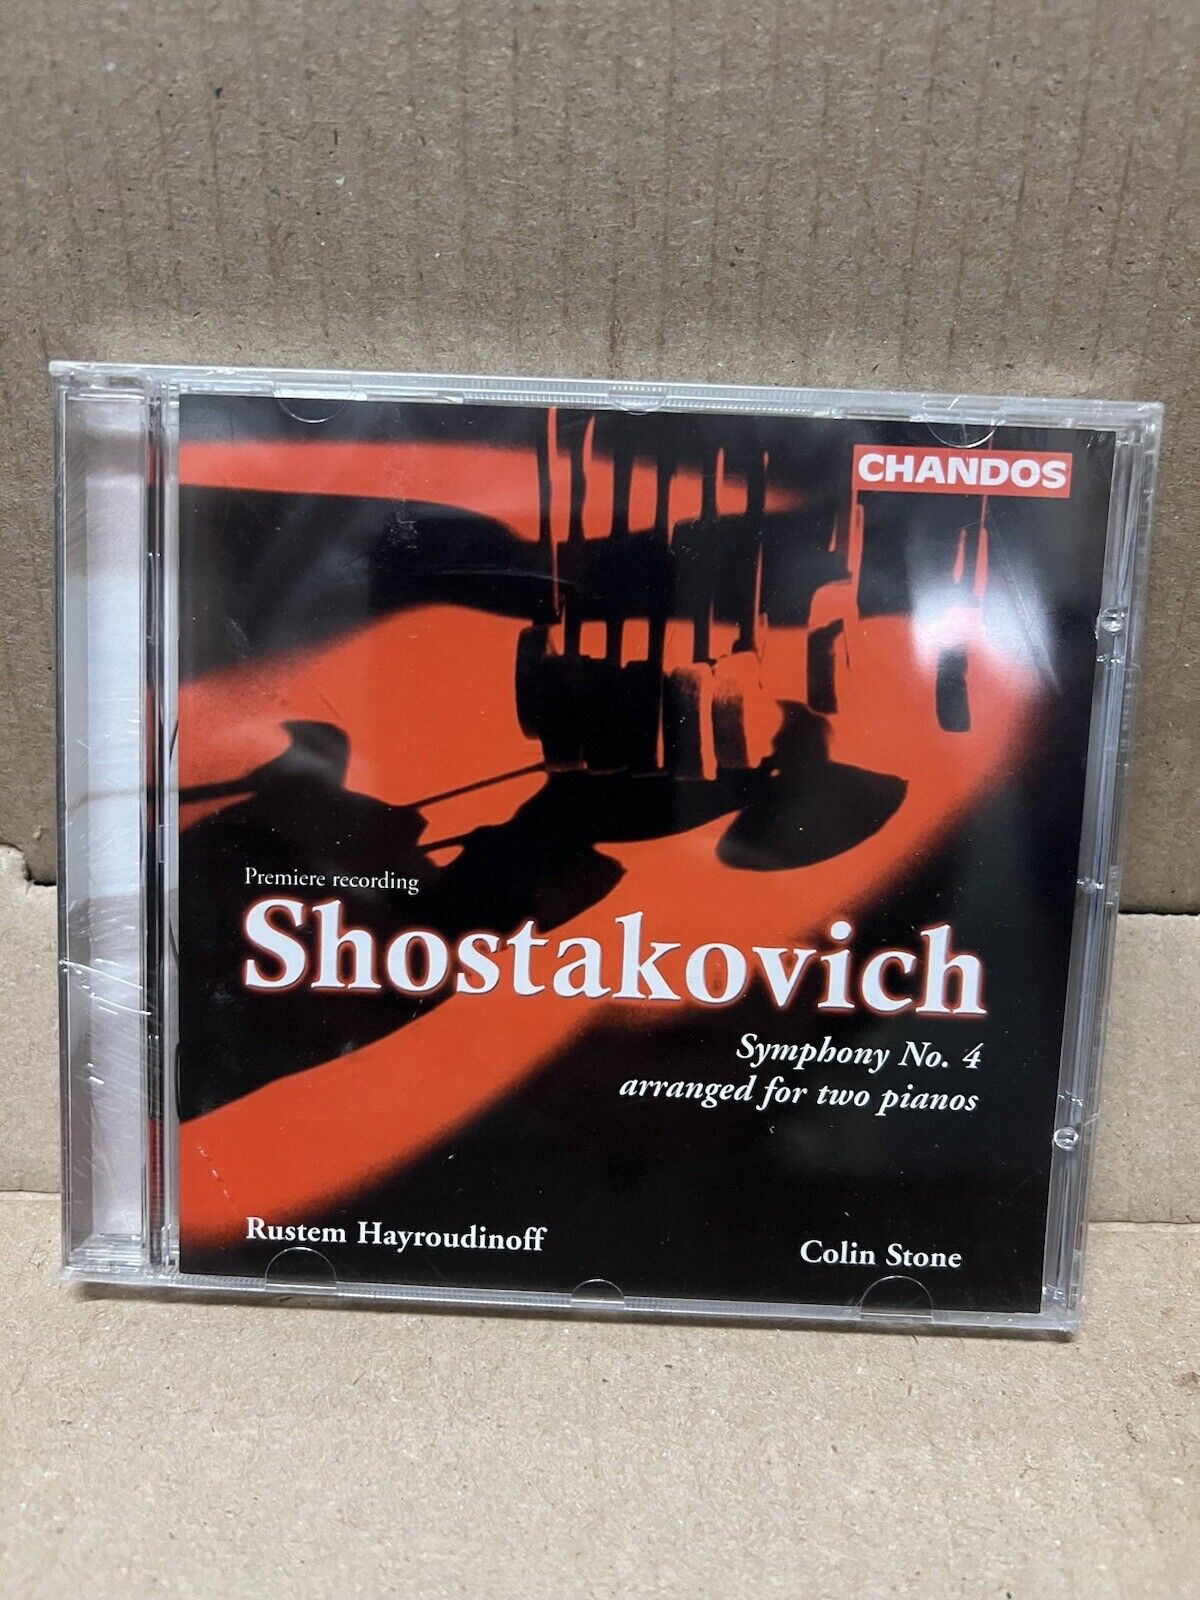 CHANDOS
Premiere recording
Shostakovich
Symphony No. 4
arranged for two pianos
Rustem Hayroudinoff
Colin Stone